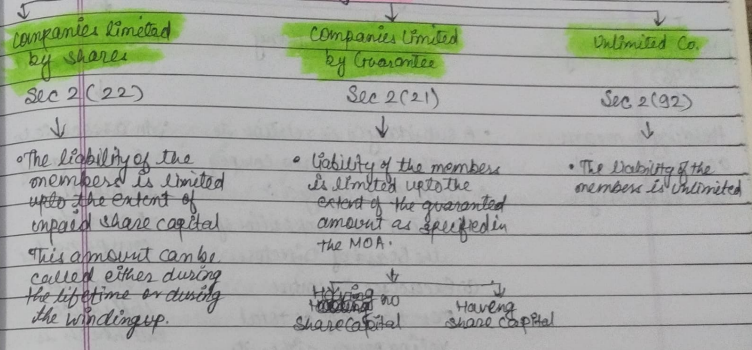 Companies limited
by shares
Sec 2(22)
• The liability of the
members is limited
upto the extent of
unpaid share capital
This amount can be
called either during
the lifetime or during
the winding up.
Companies Limited
by Guarantee
Sec 2(21)
• Liability of the members
is limited upto the
extent of the guaranted
amount as specified in
the MOA.
Having no
share capital
Having
share capital
Unlimited Co.
Sec 2(92)
• The liability of the
members is unlimited